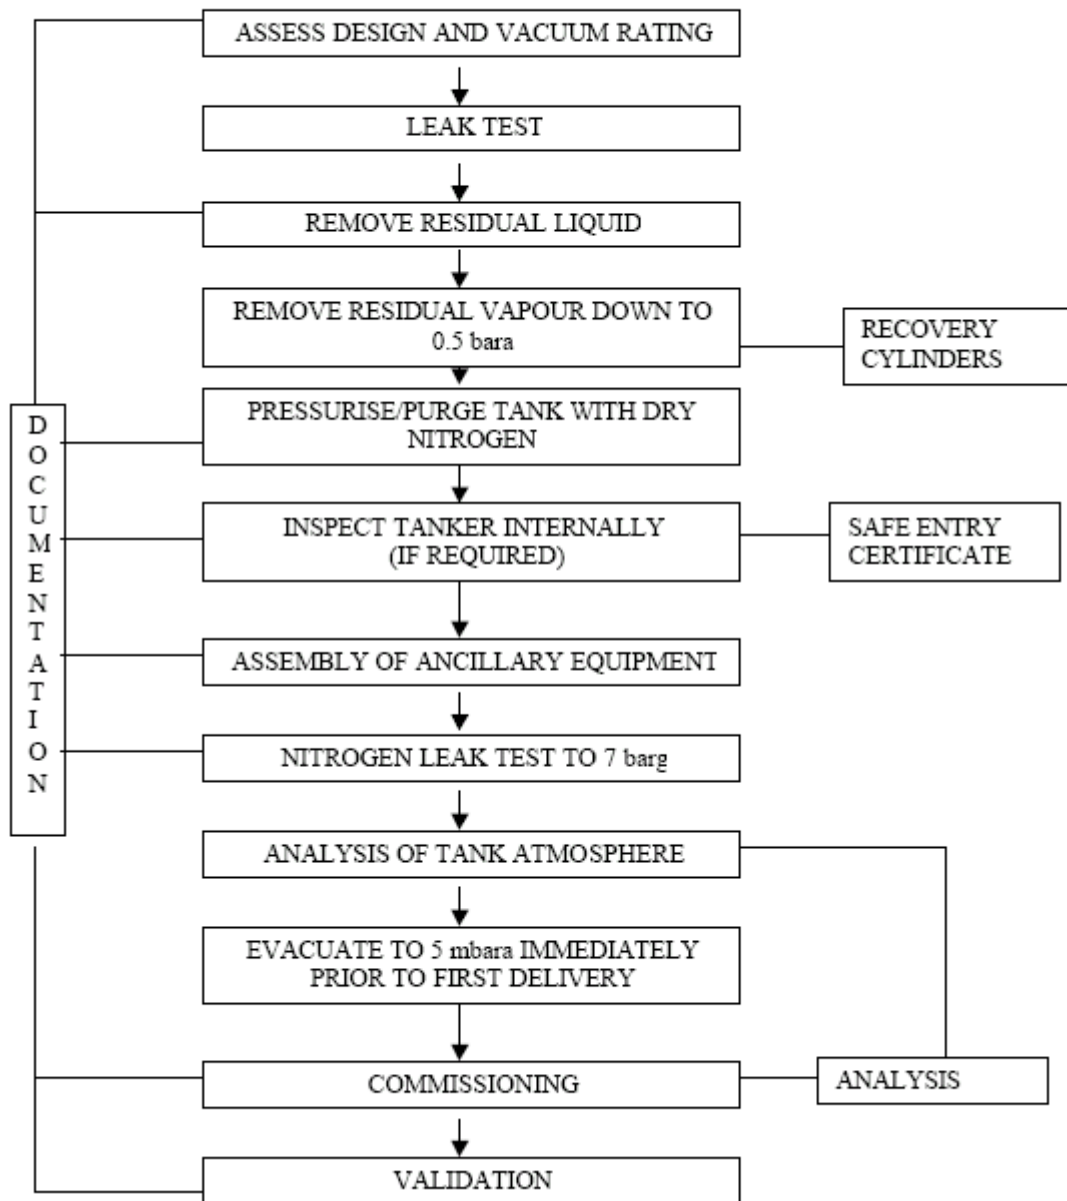 ASSESS DESIGN AND VACUUM RATING
LEAK TEST
REMOVE RESIDUAL LIQUID
REMOVE RESIDUAL VAPOUR DOWN TO
0.5 bara
RECOVERY
CYLINDERS
PRESSURISE/PURGE TANK WITH DRY
NITROGEN
D
O
C
U
M
E
N
T
A
T
I
O
N
INSPECT TANKER INTERNALLY
(IF REQUIRED)
SAFE ENTRY
CERTIFICATE
ASSEMBLY OF ANCILLARY EQUIPMENT
NITROGEN LEAK TEST TO 7 barg
ANALYSIS OF TANK ATMOSPHERE
EVACUATE TO 5 mbara IMMEDIATELY
PRIOR TO FIRST DELIVERY
COMMISSIONING
ANALYSIS
VALIDATION